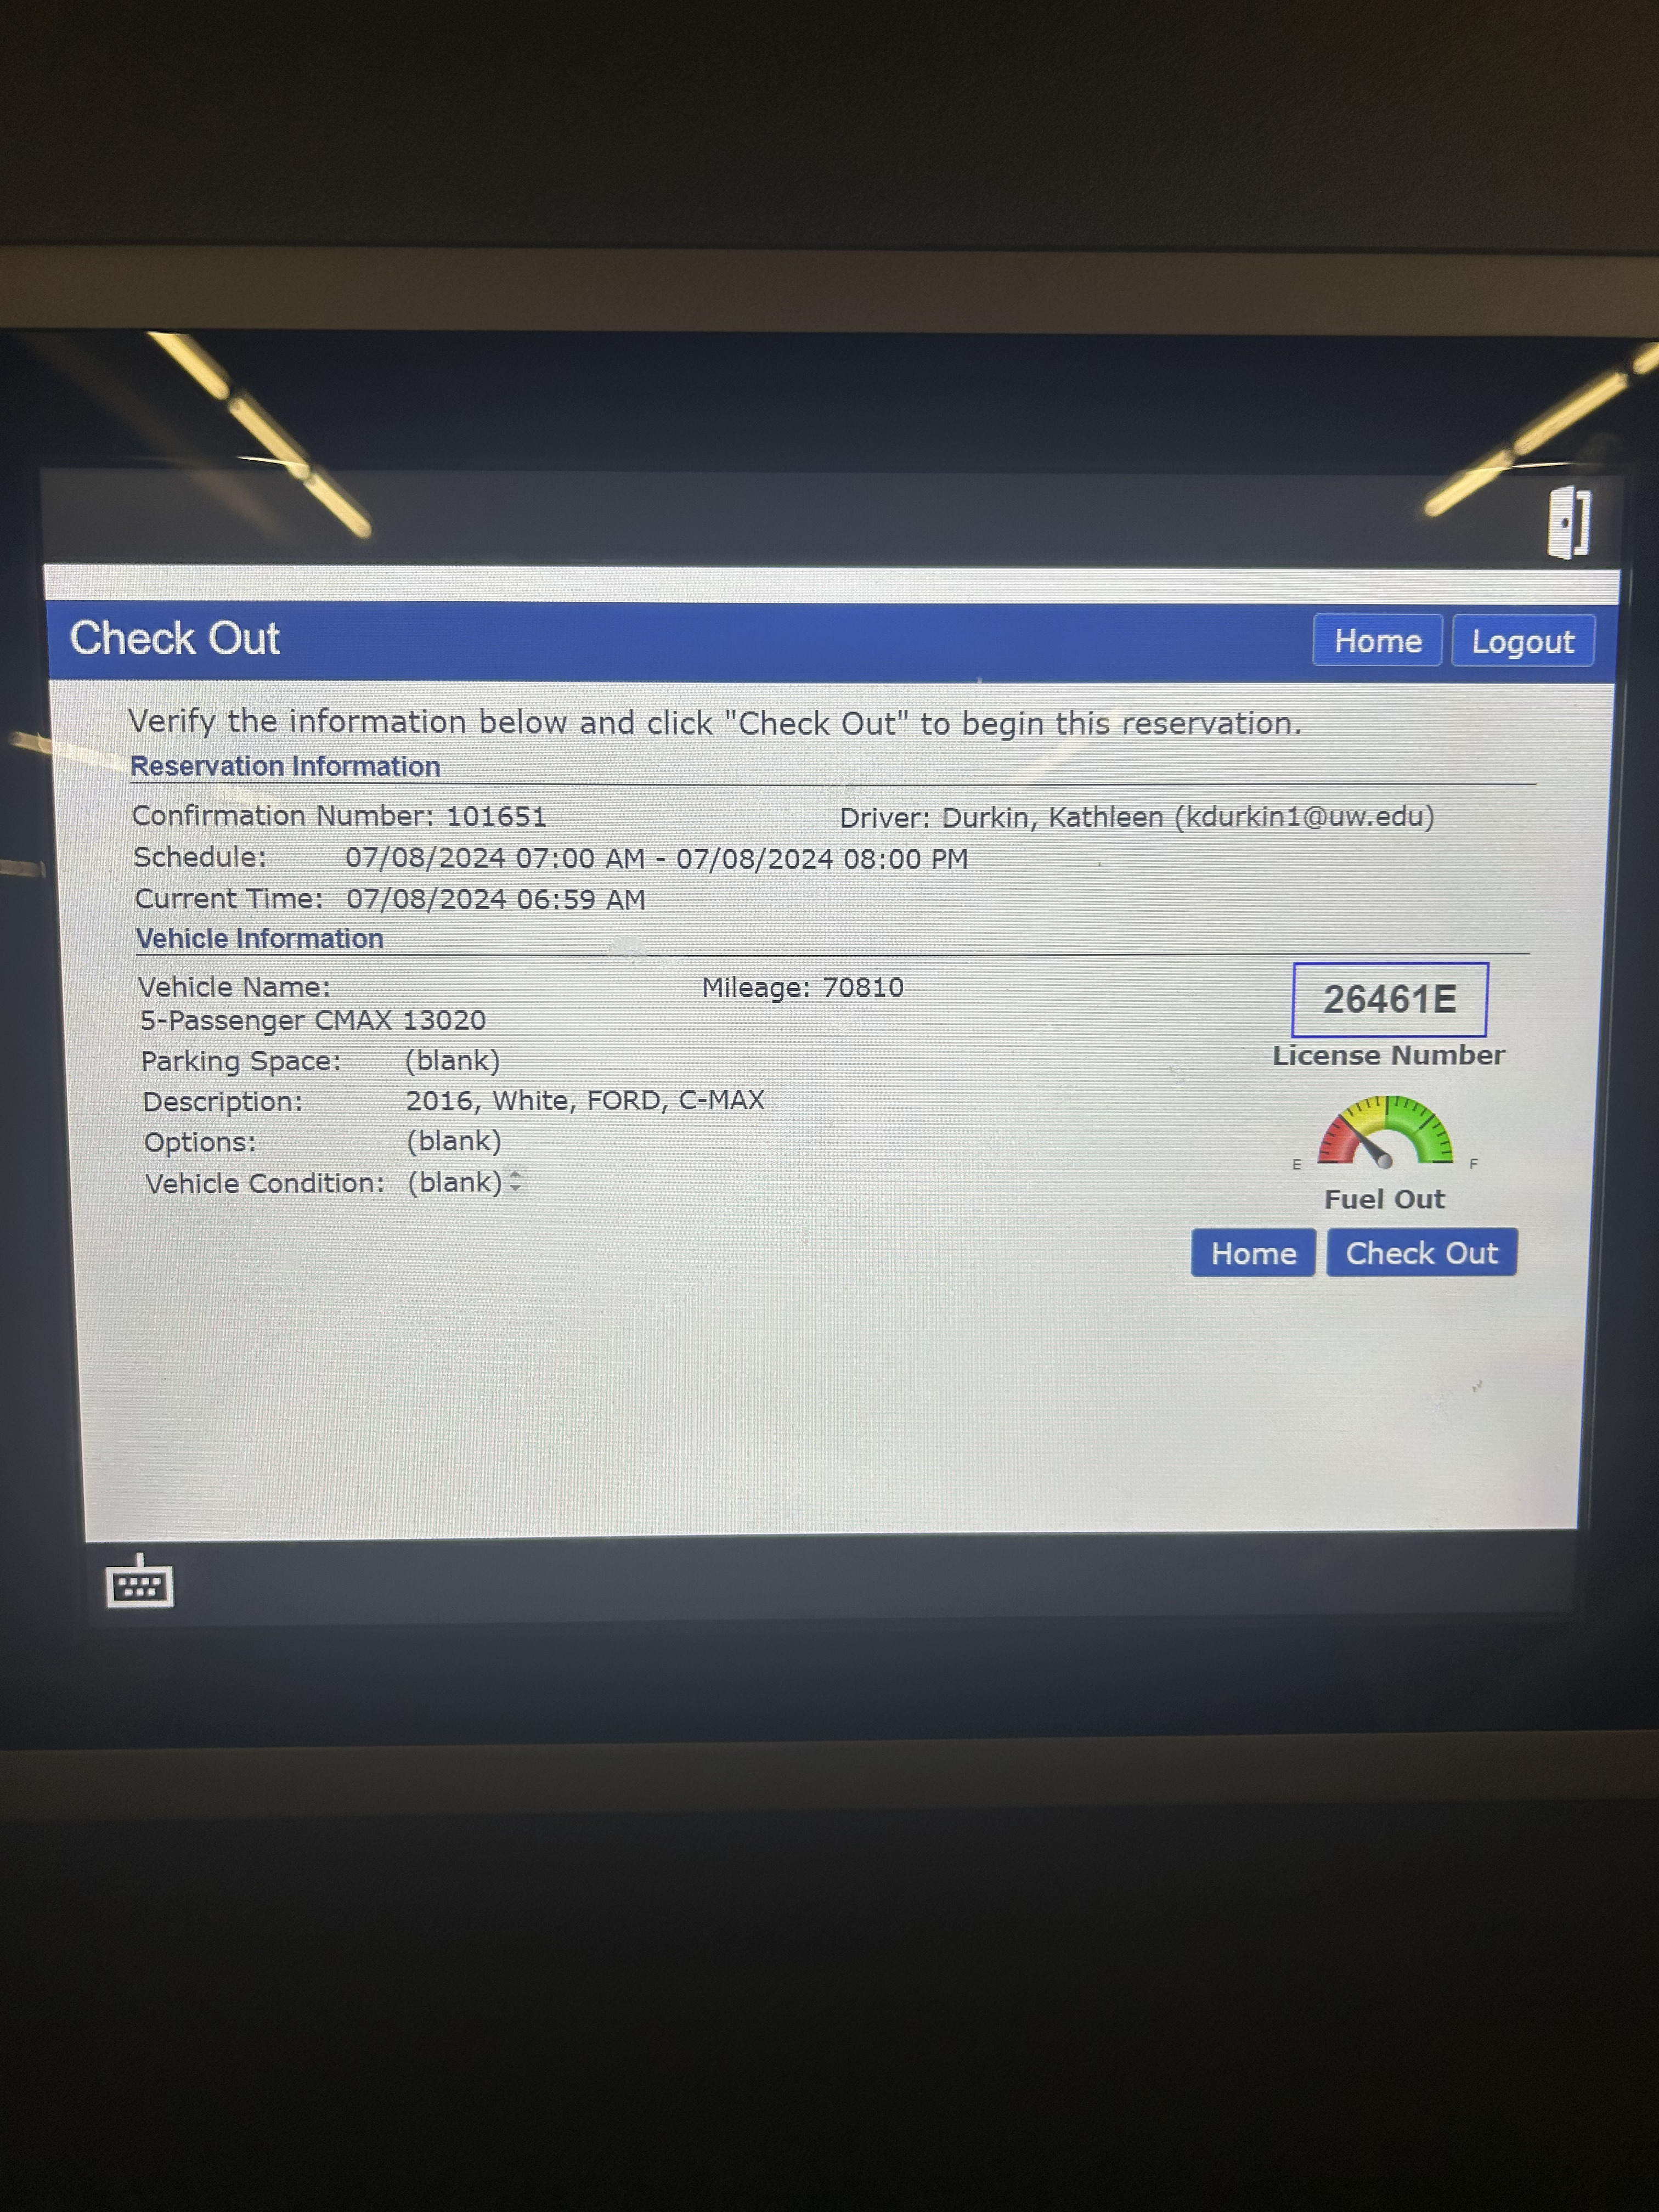 Check Out
Home Logout
Verify the information below and click "Check Out" to begin this reservation.
Reservation Information
Confirmation Number: 101651 Driver: Durkin, Kathleen (kdurkin1@uw.edu)
Schedule: 07/08/2024 07:00 AM - 07/08/2024 08:00 PM
Current Time: 07/08/2024 06:59 AM
Vehicle Information
Vehicle Name: Mileage: 70810
5-Passenger CMAX 13020
26461E
License Number
Parking Space: (blank)
Description: 2016, White, FORD, C-MAX
Options: (blank)
Vehicle Condition: (blank)
E F
Fuel Out
Home Check Out